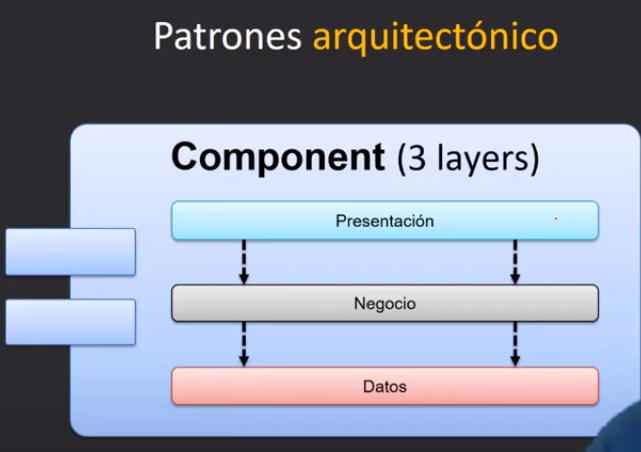 Patrones arquitectónico
Component (3 layers)
Presentación
Negocio
Datos